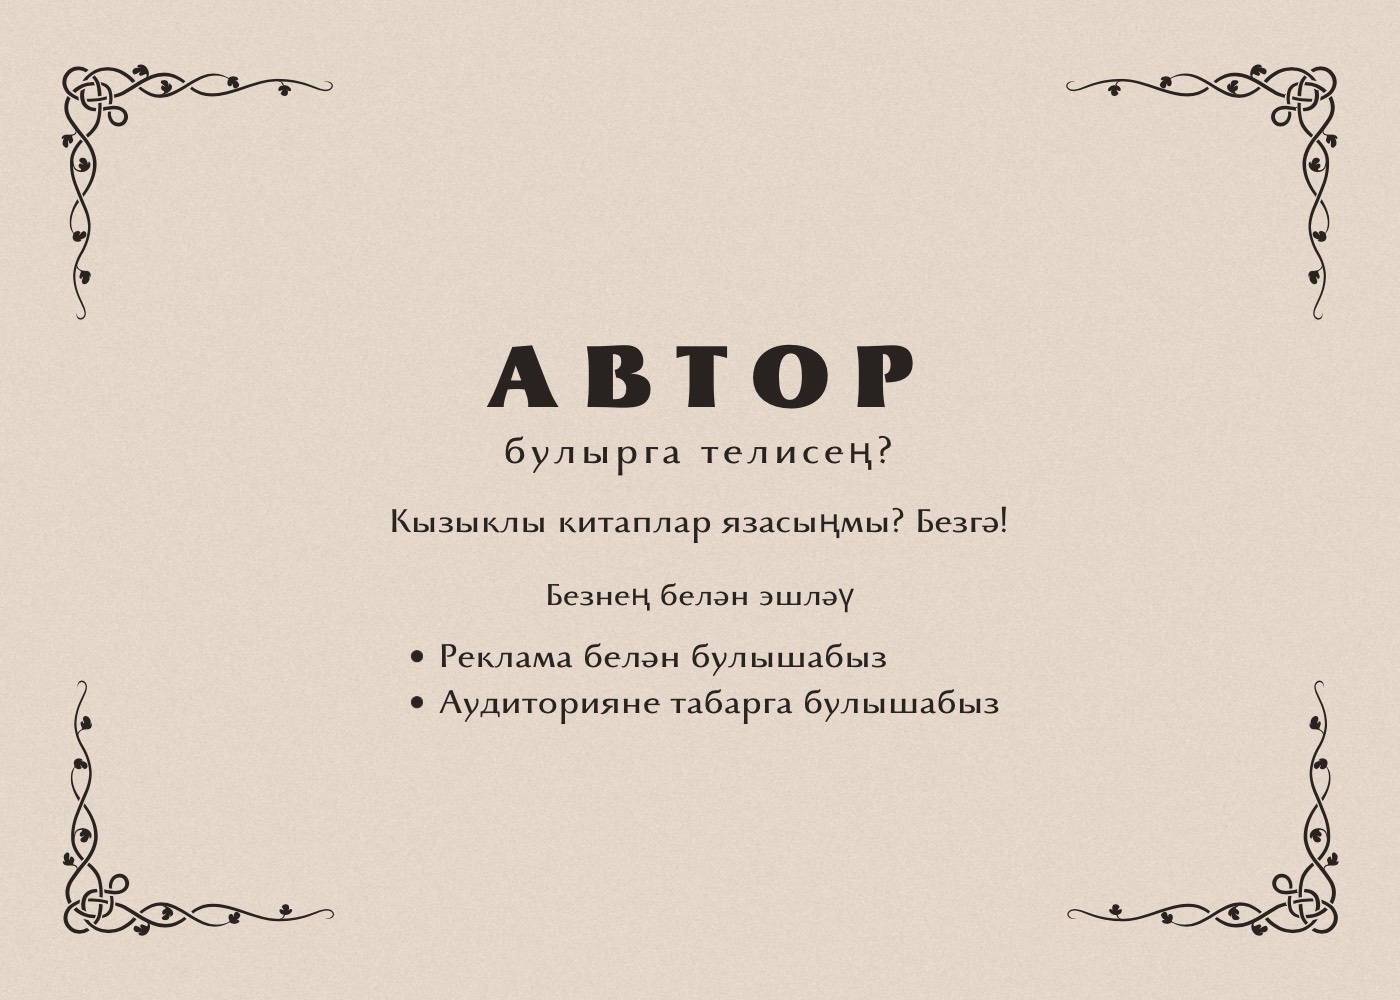 АВТОР
булырга телисең?
Кызыклы китаплар язасыңмы? Безгә!
Безнең белән эшләү
• Реклама белән булышабыз
• Аудиторияне табарга булышабыз